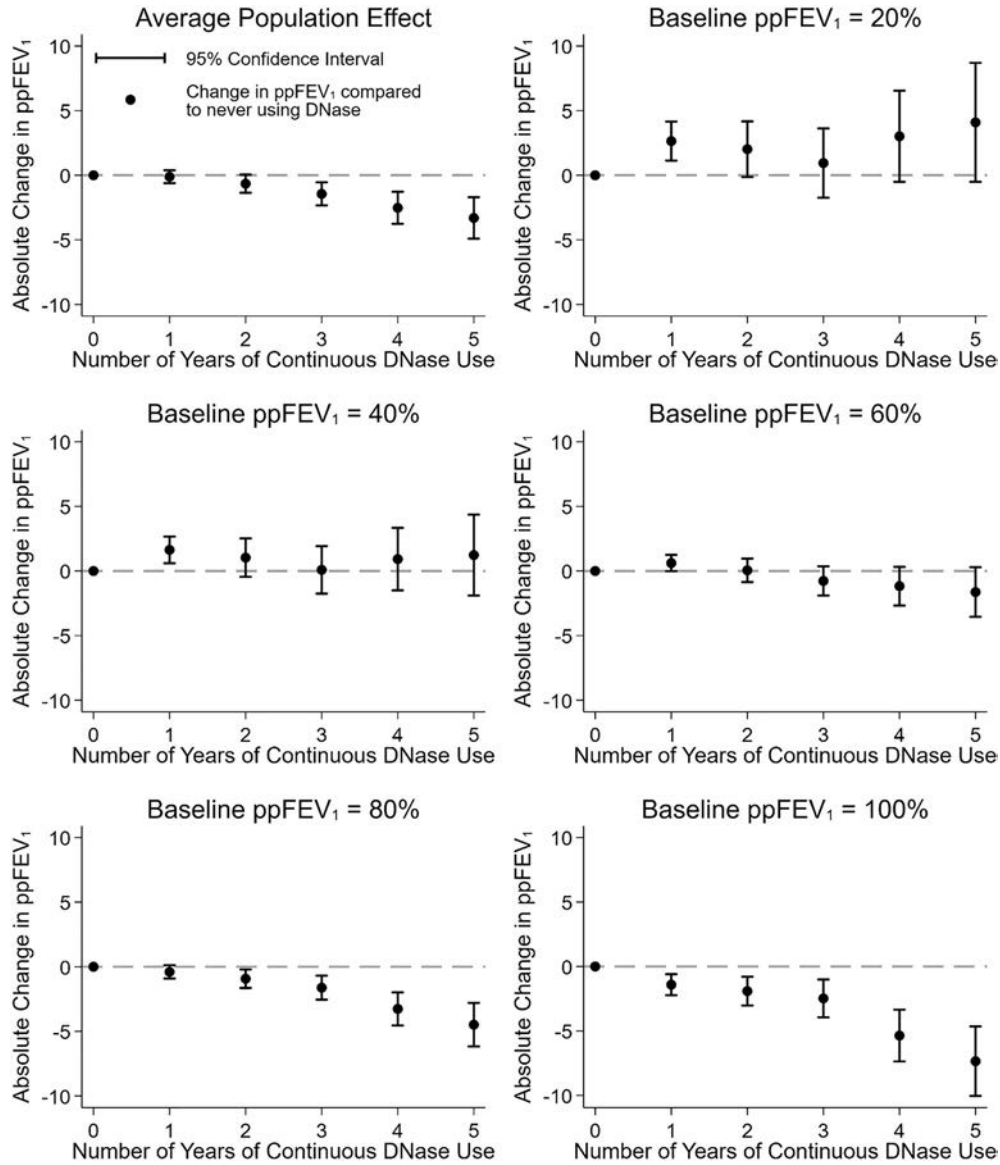 Average Population Effect
Absolute Change in ppFEV₁
10
5
0
-5
-10
95% Confidence Interval
Change in ppFEV₁ compared
to never using DNase
0 1 2 3 4 5
Number of Years of Continuous DNase Use
Baseline ppFEV₁ = 20%
Absolute Change in ppFEV₁
10
5
0
-5
-10
0 1 2 3 4 5
Number of Years of Continuous DNase Use
Baseline ppFEV₁ = 40%
Absolute Change in ppFEV₁
10
5
0
-5
-10
0 1 2 3 4 5
Number of Years of Continuous DNase Use
Baseline ppFEV₁ = 60%
Absolute Change in ppFEV₁
10
5
0
-5
-10
0 1 2 3 4 5
Number of Years of Continuous DNase Use
Baseline ppFEV₁ = 80%
Absolute Change in ppFEV₁
10
5
0
-5
-10
0 1 2 3 4 5
Number of Years of Continuous DNase Use
Baseline ppFEV₁ = 100%
Absolute Change in ppFEV₁
10
5
0
-5
-10
0 1 2 3 4 5
Number of Years of Continuous DNase Use